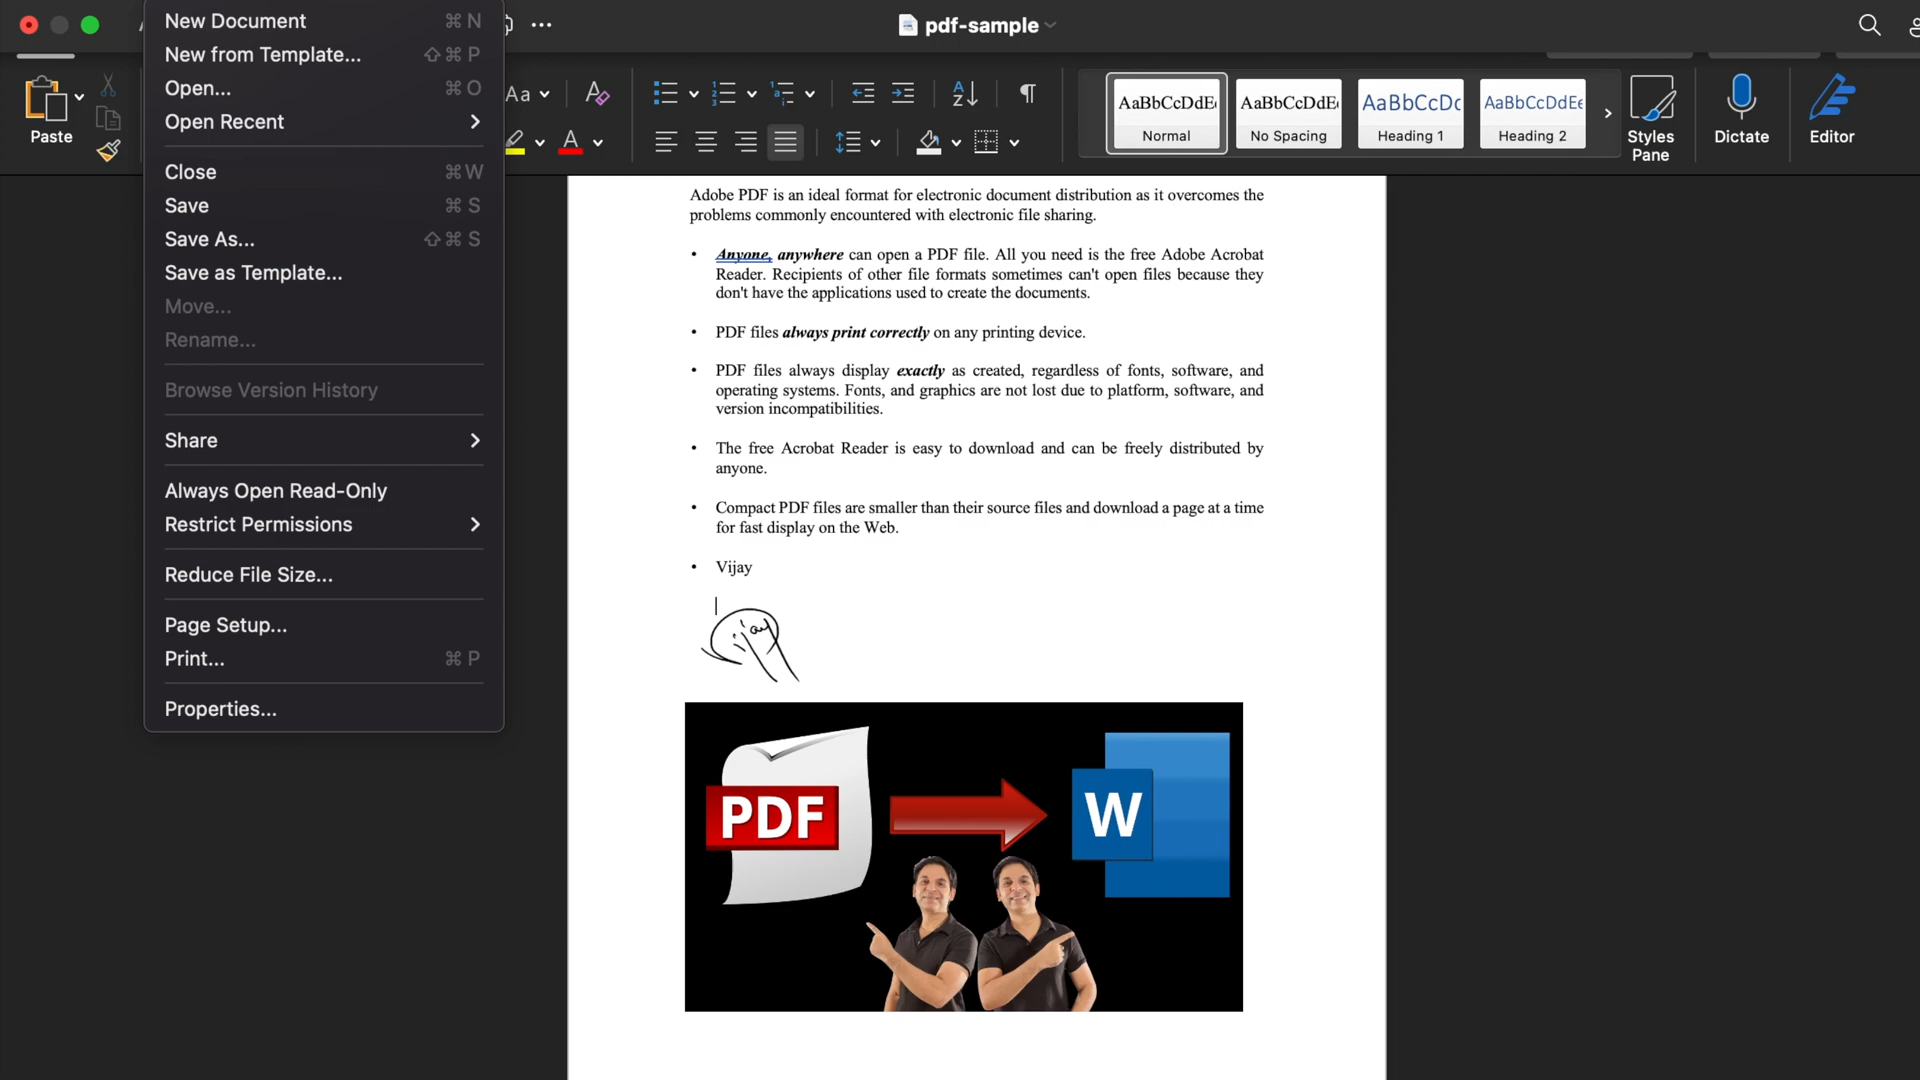 pdf-sample
New Document ⌘ N
New from Template... ⇧ ⌘ P
Open... ⌘ O
Open Recent
Close ⌘ W
Save ⌘ S
Save As... ⇧ ⌘ S
Save as Template...
Move...
Rename...
Browse Version History
Share
Always Open Read-Only
Restrict Permissions
Reduce File Size...
Page Setup...
Print... ⌘ P
Properties...
Paste
Aa
AaBbCcDdE
Normal
AaBbCcDdE
No Spacing
AaBbCcDc
Heading 1
AaBbCcDdEe
Heading 2
Styles
Pane
Dictate
Editor
Adobe PDF is an ideal format for electronic document distribution as it overcomes the
problems commonly encountered with electronic file sharing.
• Anyone, anywhere can open a PDF file. All you need is the free Adobe Acrobat
Reader. Recipients of other file formats sometimes can't open files because they
don't have the applications used to create the documents.
• PDF files always print correctly on any printing device.
• PDF files always display exactly as created, regardless of fonts, software, and
operating systems. Fonts, and graphics are not lost due to platform, software, and
version incompatibilities.
• The free Acrobat Reader is easy to download and can be freely distributed by
anyone.
• Compact PDF files are smaller than their source files and download a page at a time
for fast display on the Web.
• Vijay
Vijay
PDF
W